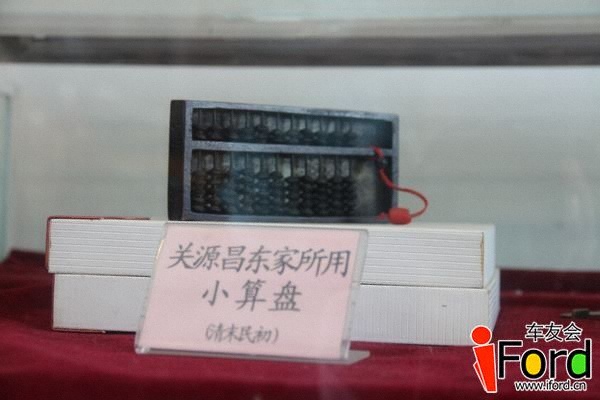 关源昌东家所用
小算盘
(清末民初)
车友会
iFord
www.iford.cn